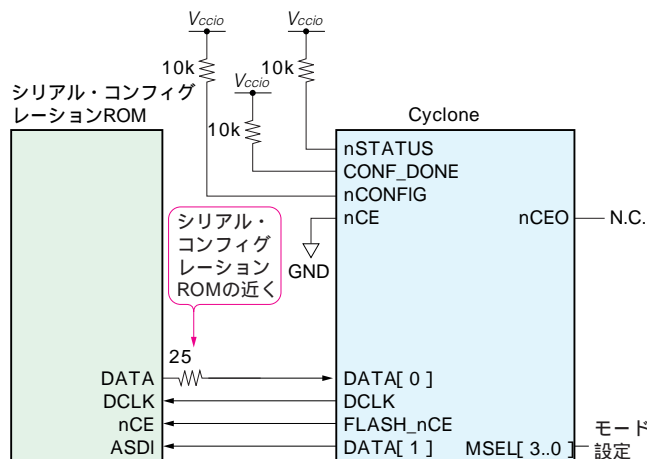 Vccio
Vccio
Vccio
10k
10k
10k
シリアル・コンフィグ
レーションROM
Cyclone
nSTATUS
CONF_DONE
nCONFIG
nCE
nCEO
N.C.
GND
シリアル・
コンフィグ
レーション
ROMの近く
25
DATA
DATA[ 0 ]
DCLK
DCLK
nCE
FLASH_nCE
ASDI
DATA[ 1 ]
MSEL[ 3..0 ]
モード
設定